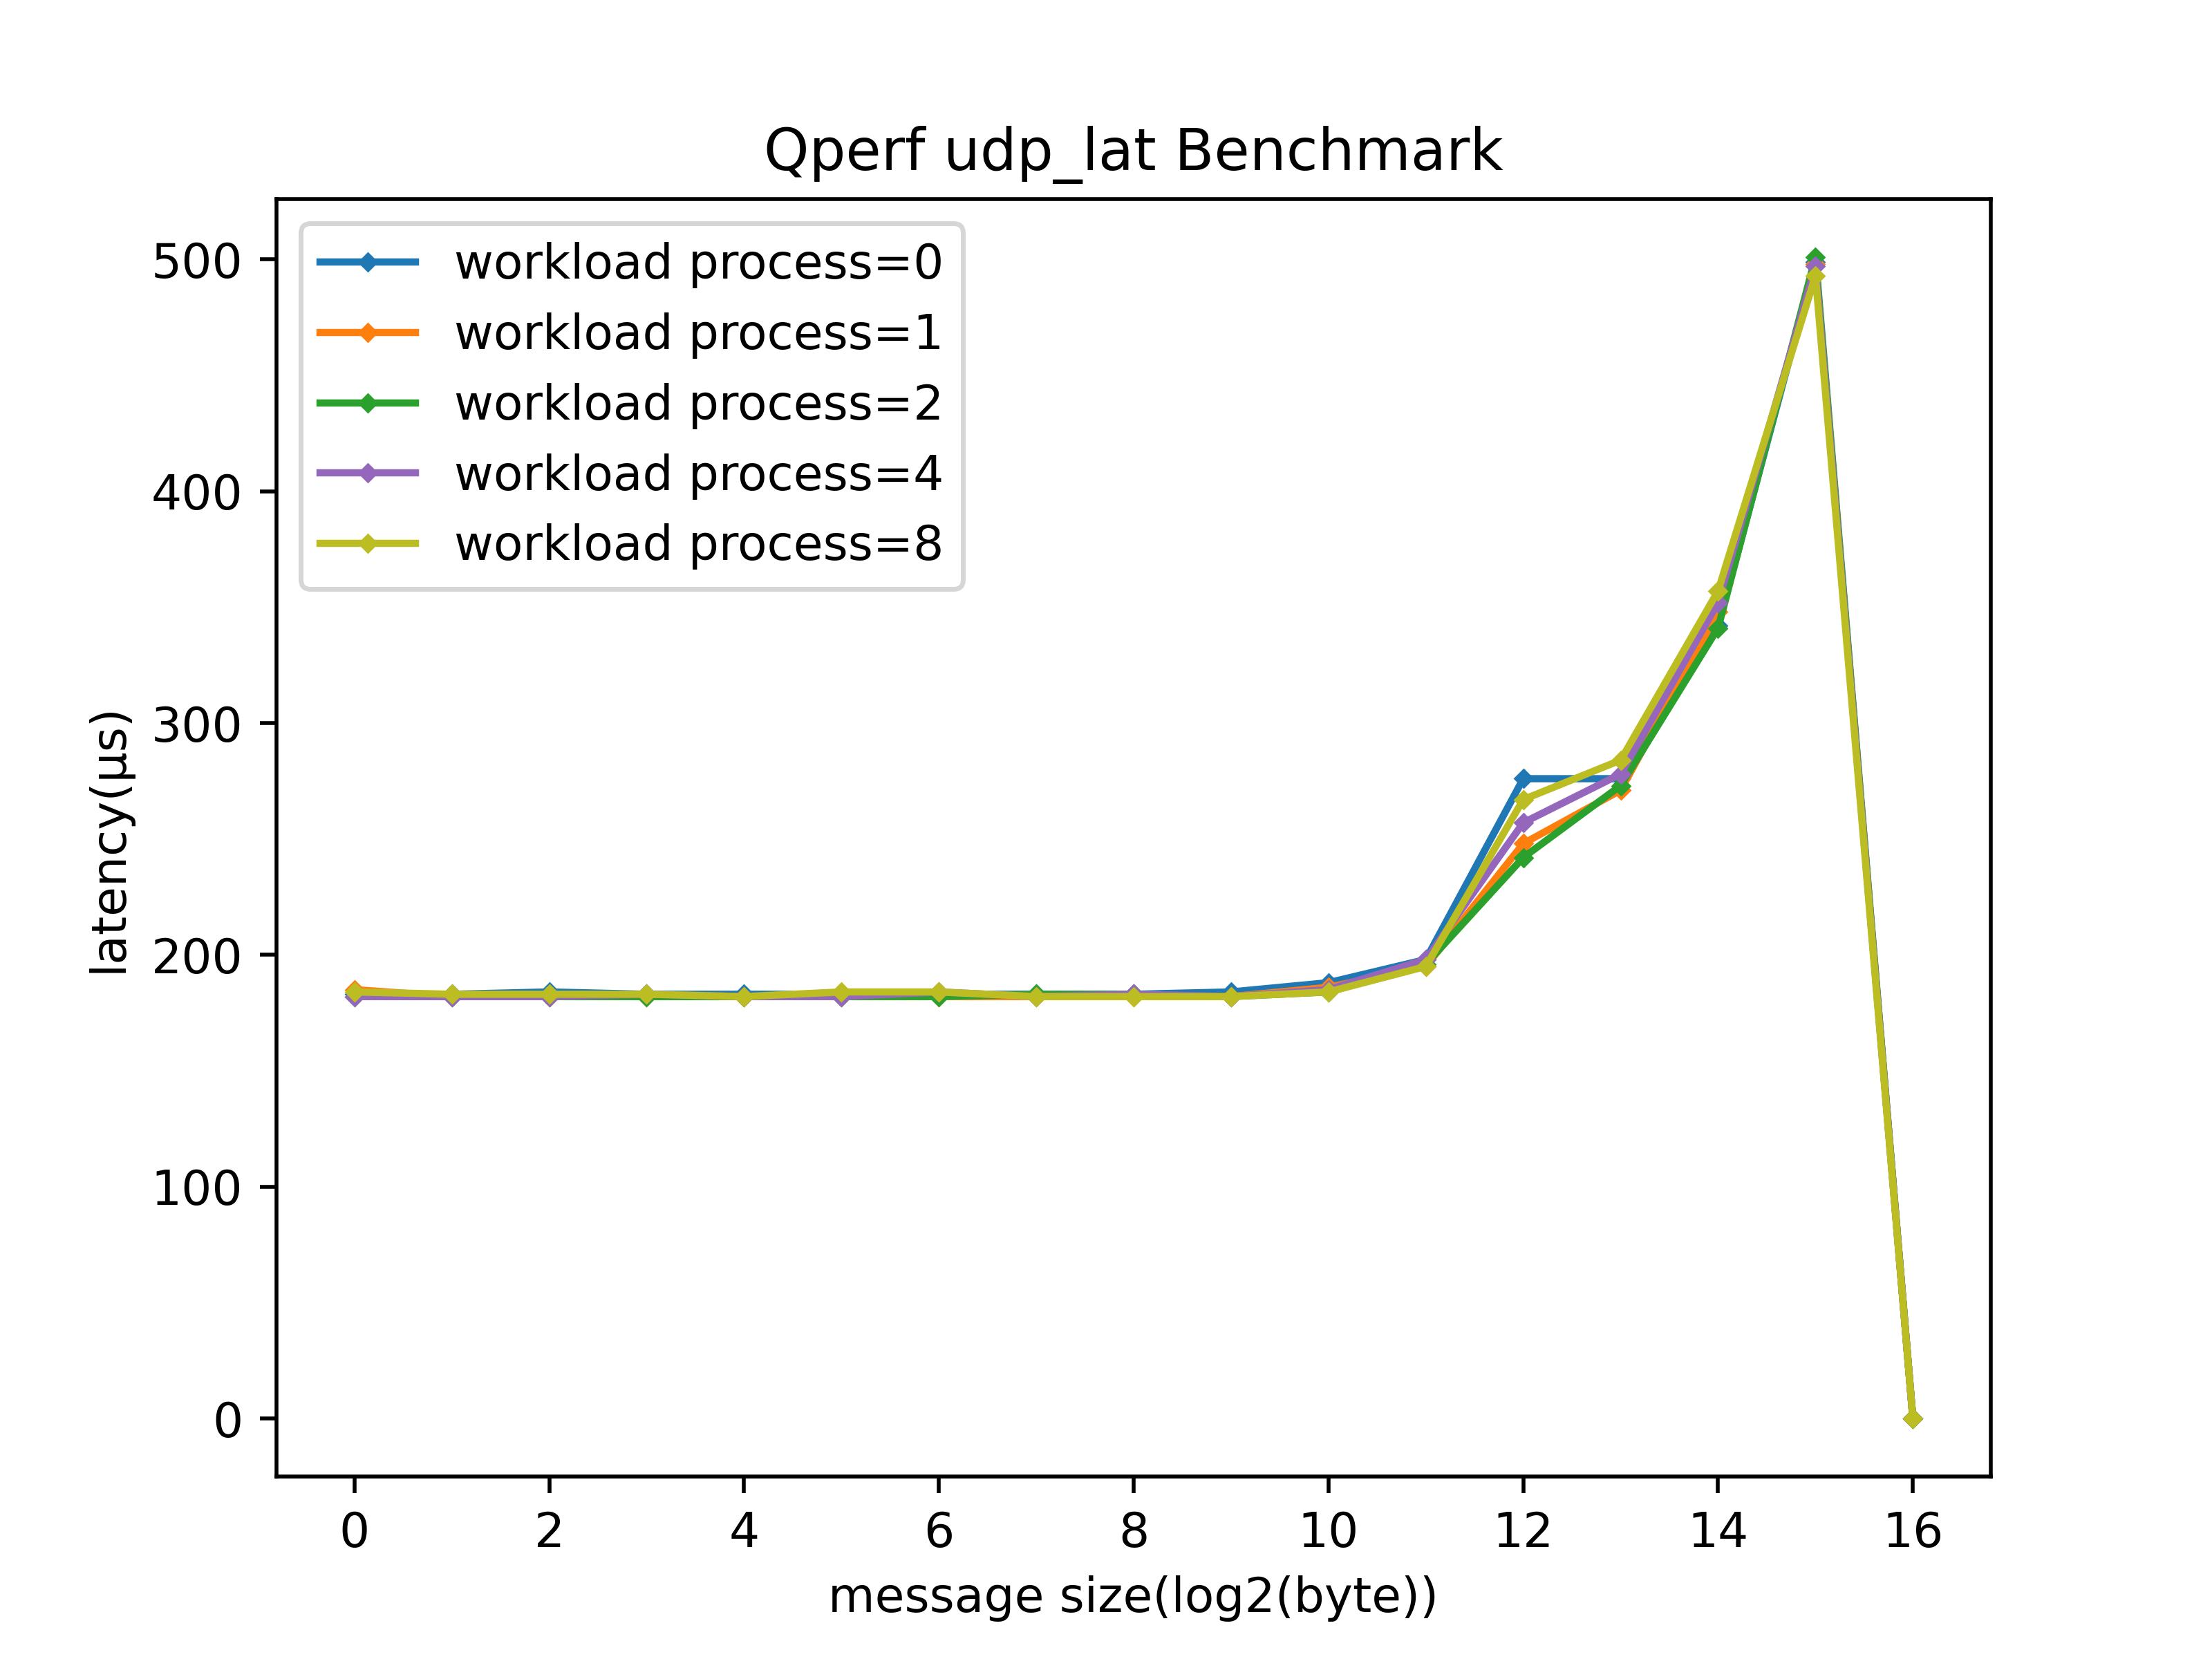 Qperf udp_lat Benchmark
workload process=0
workload process=1
workload process=2
workload process=4
workload process=8
500
400
300
200
100
0
latency(μs)
0 2 4 6 8 10 12 14 16
message size(log2(byte))